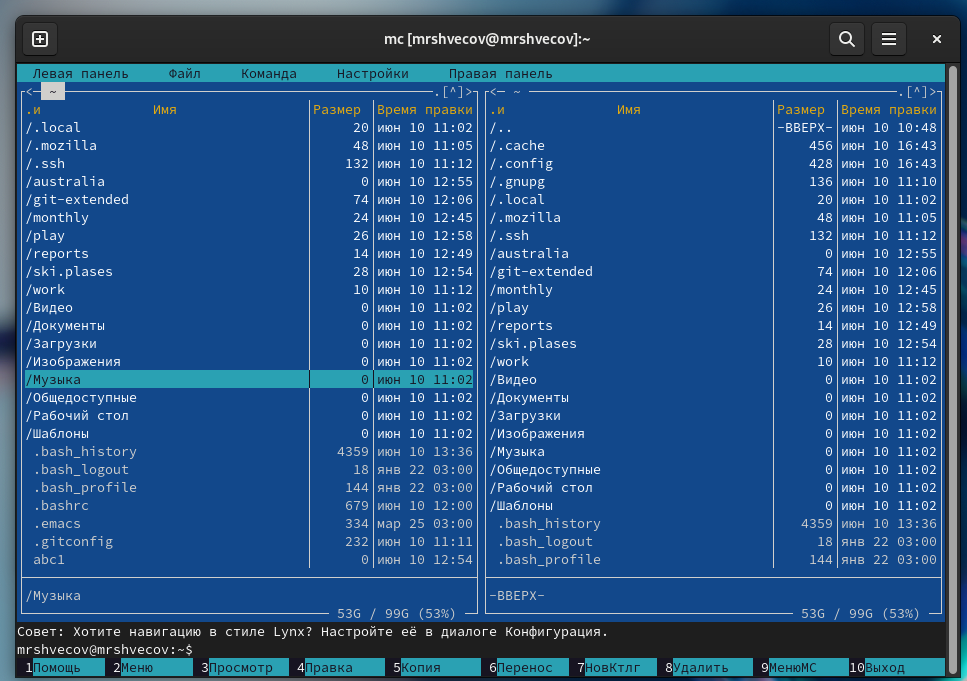 mc [mrshvecov@mrshvecov]:~
Левая панель Файл Команда Настройки Правая панель
<─ ~ .[^]> <─ ~ .[^]>
.и Имя Размер Время правки .и Имя Размер Время правки
/.local 20 июн 10 11:02 /.. -ВВЕРХ- июн 10 10:48
/.mozilla 48 июн 10 11:05 /.cache 456 июн 10 16:43
/.ssh 132 июн 10 11:12 /.config 428 июн 10 16:43
/australia 0 июн 10 12:55 /.gnupg 136 июн 10 11:10
/git-extended 74 июн 10 12:06 /.local 20 июн 10 11:02
/monthly 24 июн 10 12:45 /.mozilla 48 июн 10 11:05
/play 26 июн 10 12:58 /.ssh 132 июн 10 11:12
/reports 14 июн 10 12:49 /australia 0 июн 10 12:55
/ski.plases 28 июн 10 12:54 /git-extended 74 июн 10 12:06
/work 10 июн 10 11:12 /monthly 24 июн 10 12:45
/Видео 0 июн 10 11:02 /play 26 июн 10 12:58
/Документы 0 июн 10 11:02 /reports 14 июн 10 12:49
/Загрузки 0 июн 10 11:02 /ski.plases 28 июн 10 12:54
/Изображения 0 июн 10 11:02 /work 10 июн 10 11:12
/Музыка 0 июн 10 11:02 /Видео 0 июн 10 11:02
/Общедоступные 0 июн 10 11:02 /Документы 0 июн 10 11:02
/Рабочий стол 0 июн 10 11:02 /Загрузки 0 июн 10 11:02
/Шаблоны 0 июн 10 11:02 /Изображения 0 июн 10 11:02
.bash_history 4359 июн 10 13:36 /Музыка 0 июн 10 11:02
.bash_logout 18 янв 22 03:00 /Общедоступные 0 июн 10 11:02
.bash_profile 144 янв 22 03:00 /Рабочий стол 0 июн 10 11:02
.bashrc 679 июн 10 12:00 /Шаблоны 0 июн 10 11:02
.emacs 334 мар 25 03:00 .bash_history 4359 июн 10 13:36
.gitconfig 232 июн 10 11:11 .bash_logout 18 янв 22 03:00
abc1 0 июн 10 12:54 .bash_profile 144 янв 22 03:00
/Музыка -ВВЕРХ-
53G / 99G (53%) 53G / 99G (53%)
Совет: Хотите навигацию в стиле Lynx? Настройте её в диалоге Конфигурация.
mrshvecov@mrshvecov:~$
1Помощь 2Меню 3Просмотр 4Правка 5Копия 6Перенос 7НовКтлг 8Удалить 9МенюMC 10Выход